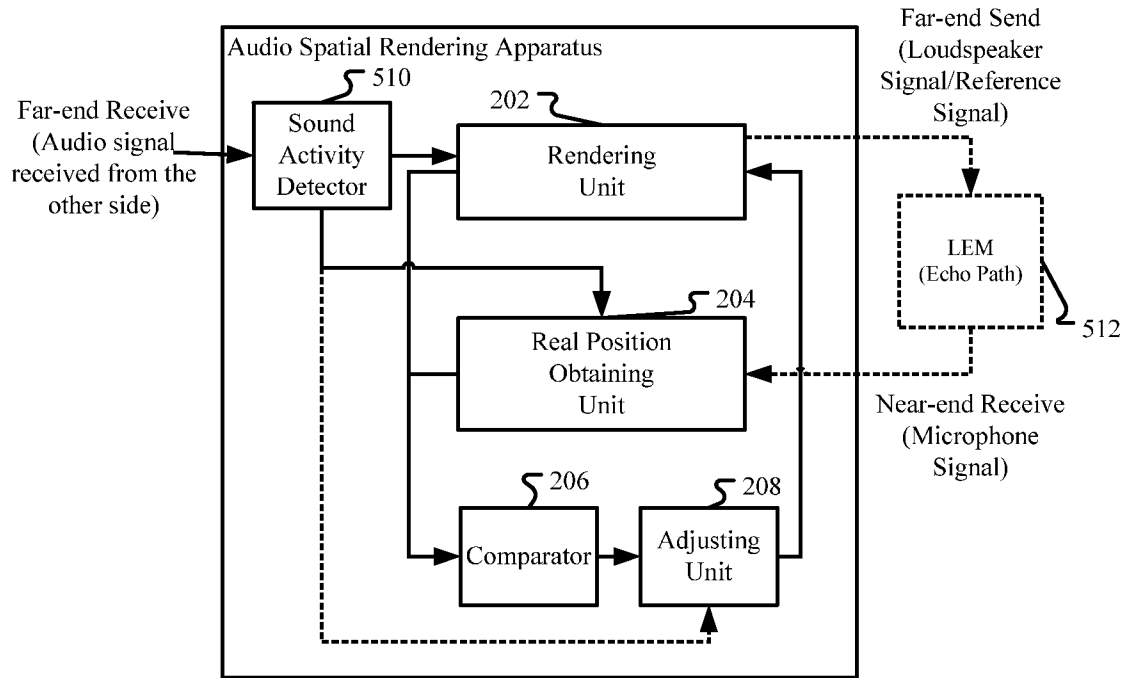 Audio Spatial Rendering Apparatus
510
Far-end Receive
(Audio signal
received from the
other side)
Sound
Activity
Detector
202
Rendering
Unit
Far-end Send
(Loudspeaker
Signal/Reference
Signal)
LEM
(Echo Path)
512
204
Real Position
Obtaining
Unit
Near-end Receive
(Microphone
Signal)
206
Comparator
208
Adjusting
Unit